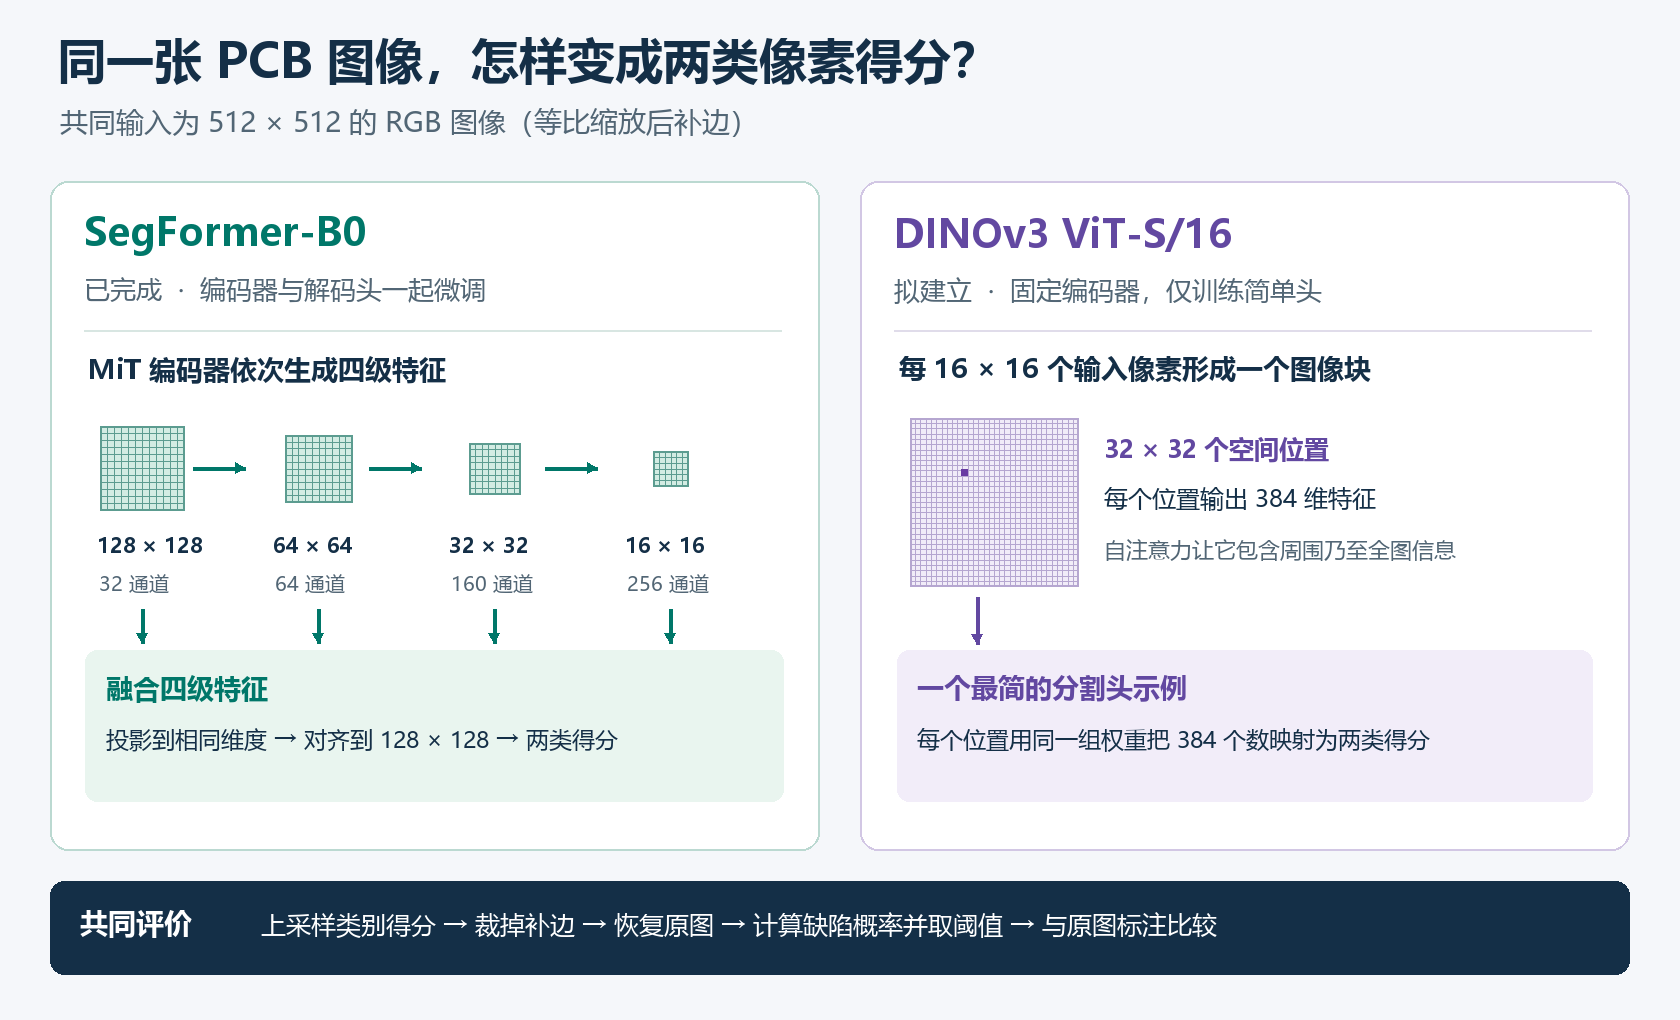 同一张 PCB 图像，怎样变成两类像素得分？
共同输入为 512 × 512 的 RGB 图像（等比缩放后补边）
SegFormer-B0
已完成 · 编码器与解码头一起微调
MiT 编码器依次生成四级特征
128 × 128
64 × 64
32 × 32
16 × 16
32 通道
64 通道
160 通道
256 通道
融合四级特征
投影到相同维度 → 对齐到 128 × 128 → 两类得分
DINOv3 ViT-S/16
拟建立 · 固定编码器，仅训练简单头
每 16 × 16 个输入像素形成一个图像块
32 × 32 个空间位置
每个位置输出 384 维特征
自注意力让它包含周围乃至全图信息
一个最简的分割头示例
每个位置用同一组权重把 384 个数映射为两类得分
共同评价
上采样类别得分 → 裁掉补边 → 恢复原图 → 计算缺陷概率并取阈值 → 与原图标注比较